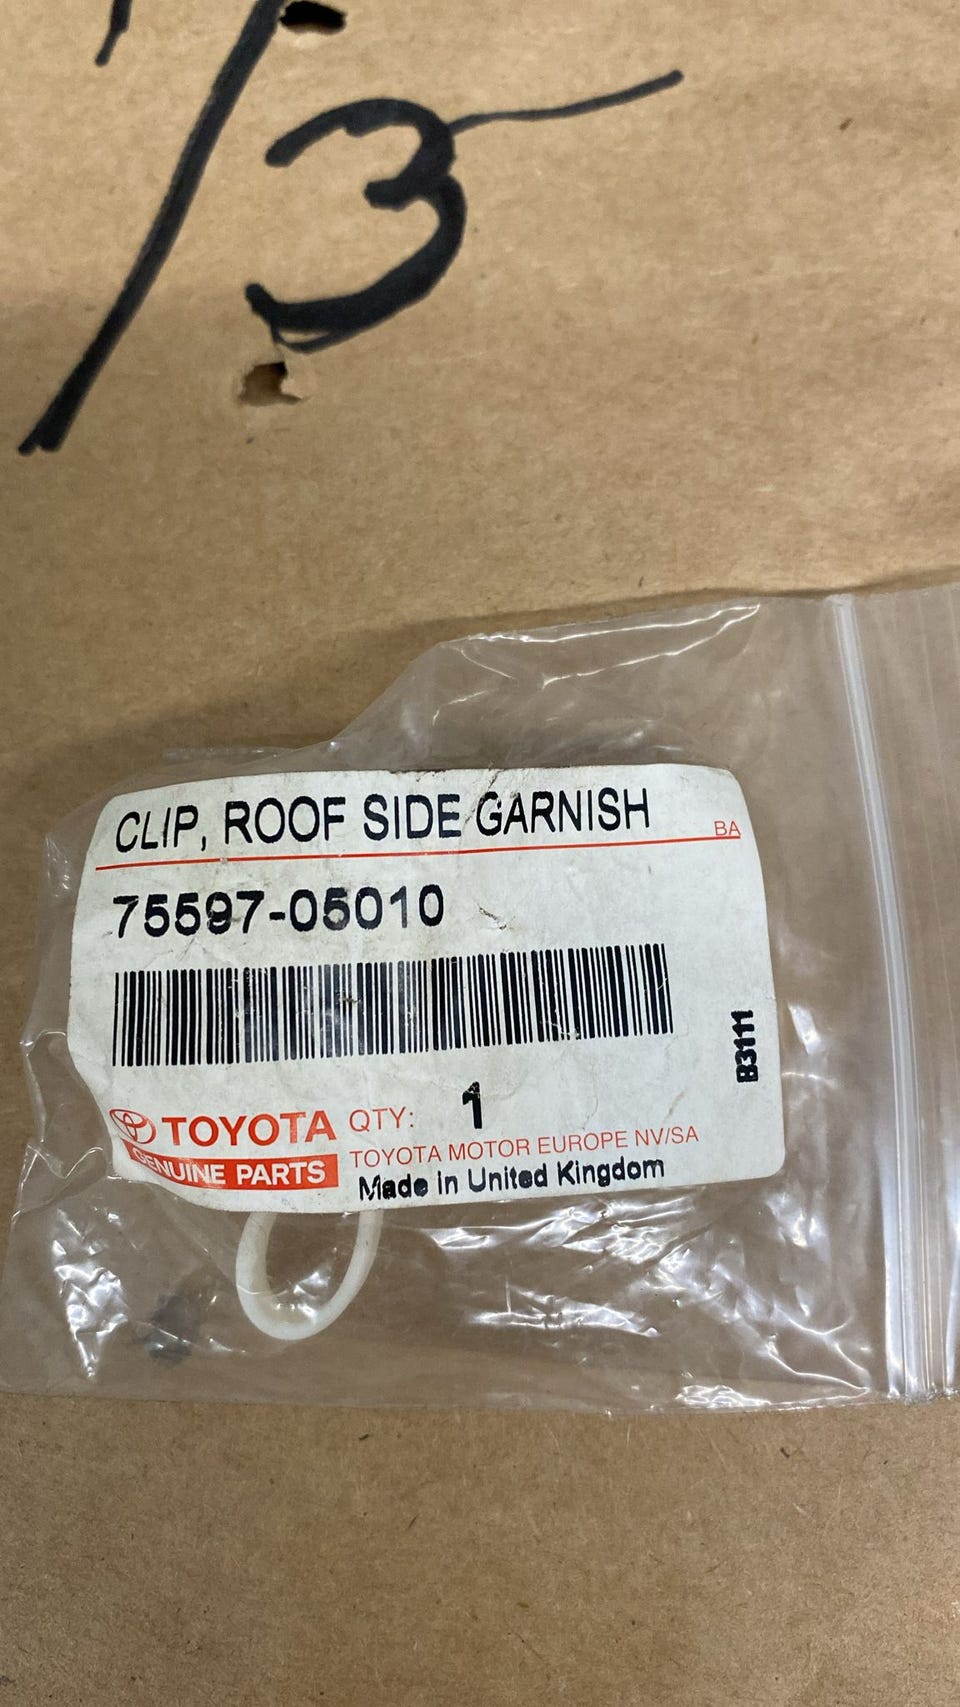 /3
CLIP, ROOF SIDE GARNISH
BA
75597-05010
B3111
1
TOYOTA QTY:
GENUINE PARTS
TOYOTA MOTOR EUROPE NV/SA
Made in United Kingdom